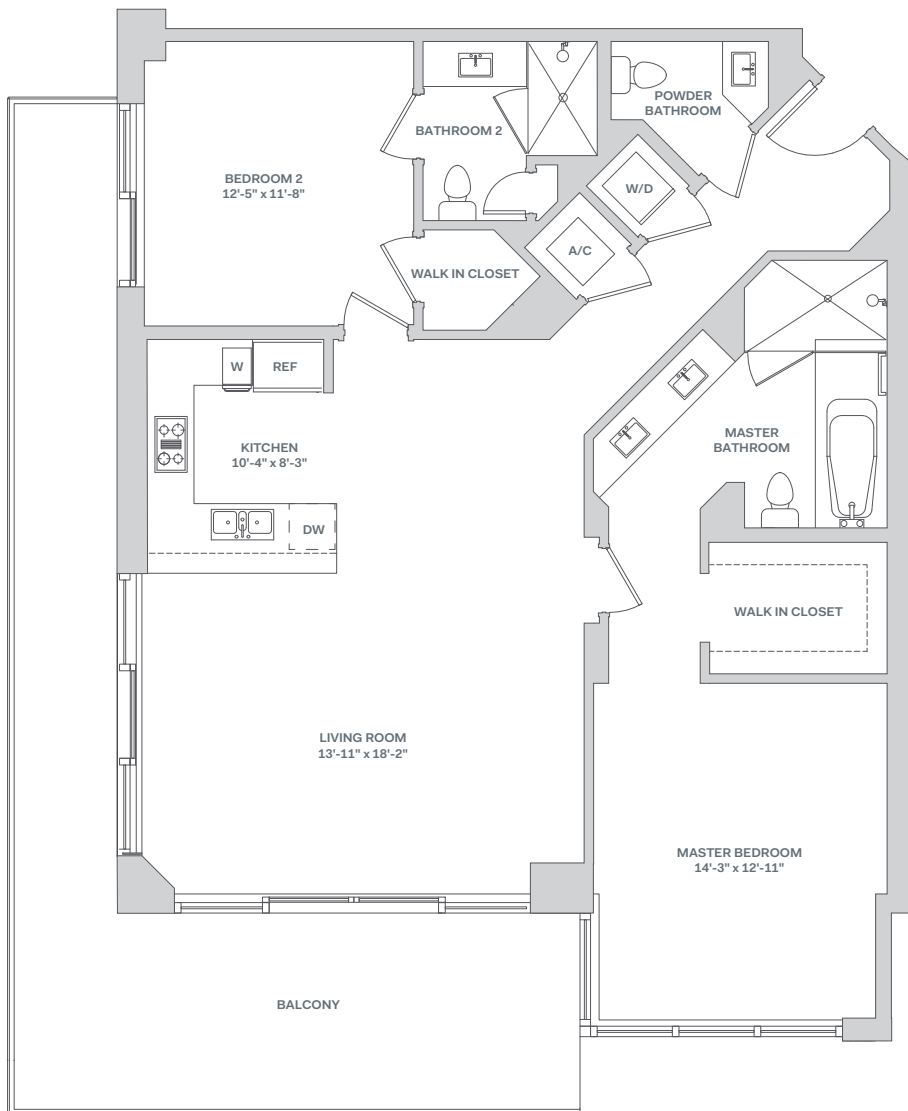 POWDER
BATHROOM
BATHROOM 2
BEDROOM 2
12'-5" x 11'-8"
W/D
A/C
WALK IN CLOSET
W
REF
KITCHEN
10'-4" x 8'-3"
MASTER
BATHROOM
DW
WALK IN CLOSET
LIVING ROOM
13'-11" x 18'-2"
MASTER BEDROOM
14'-3" x 12'-11"
BALCONY